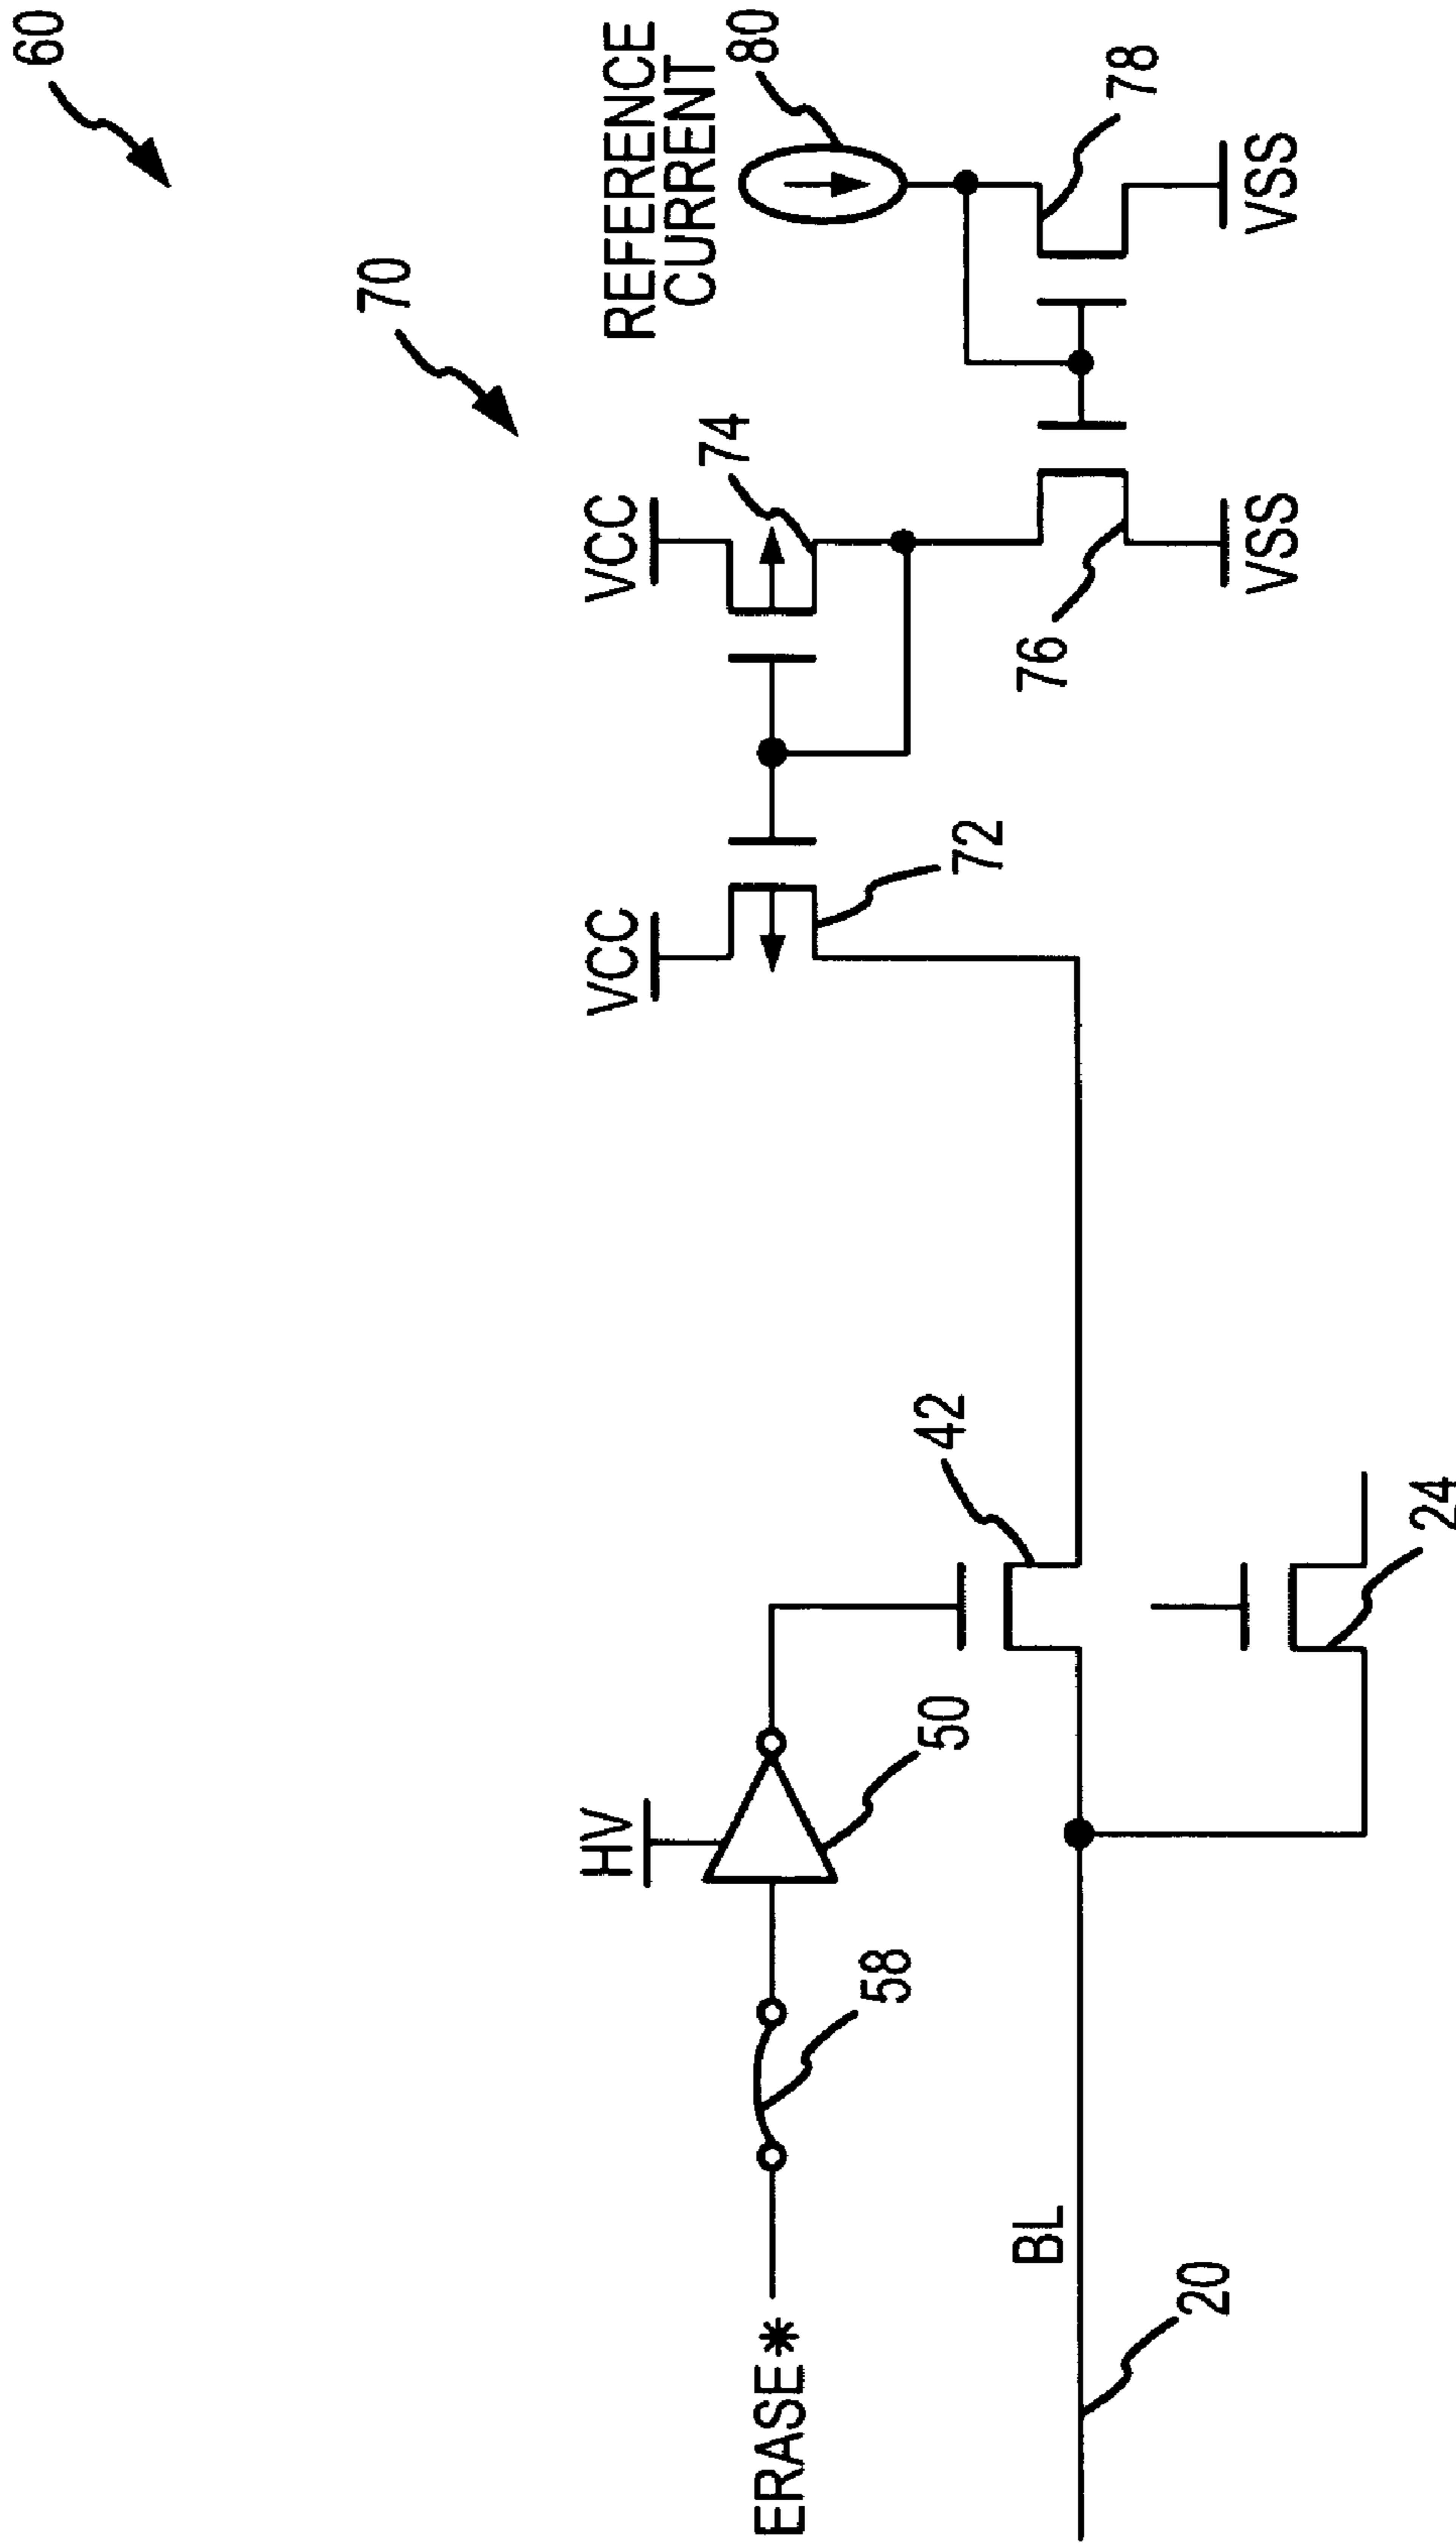 60
70
REFERENCE
CURRENT
80
VCC
74
78
VCC
72
76
VSS
VSS
HV
50
42
ERASE*
58
BL
20
24